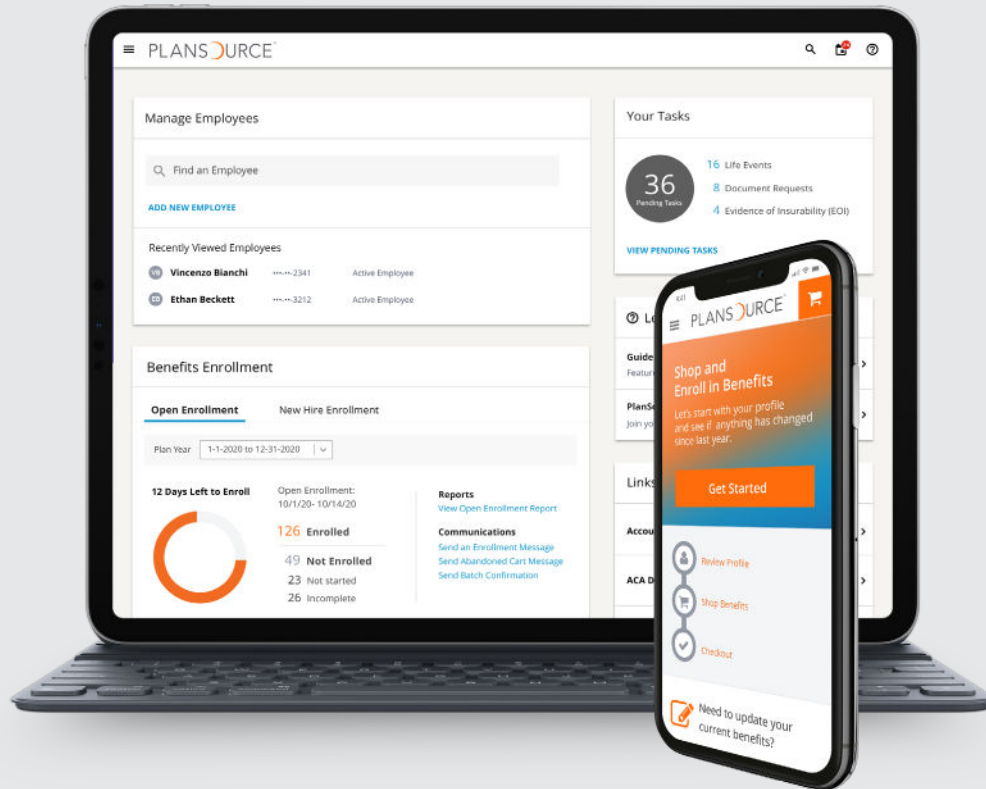 PLANSOURCE
Manage Employees
Find an Employee
ADD NEW EMPLOYEE
Recently Viewed Employees
VB Vincenzo Bianchi •••-••-2341 Active Employee
EB Ethan Beckett •••-••-3212 Active Employee
Benefits Enrollment
Open Enrollment New Hire Enrollment
Plan Year 1-1-2020 to 12-31-2020
12 Days Left to Enroll
Open Enrollment:
10/1/20- 10/14/20
126 Enrolled
49 Not Enrolled
23 Not started
26 Incomplete
Reports
View Open Enrollment Report
Communications
Send an Enrollment Message
Send Abandoned Cart Message
Send Batch Confirmation
Your Tasks
36
Pending Tasks
16 Life Events
8 Document Requests
4 Evidence of Insurability (EOI)
VIEW PENDING TASKS
Links
PLANSOURCE
Shop and
Enroll in Benefits
Let's start with your profile
and see if anything has changed
since last year.
Get Started
Review Profile
Shop Benefits
Checkout
Need to update your
current benefits?